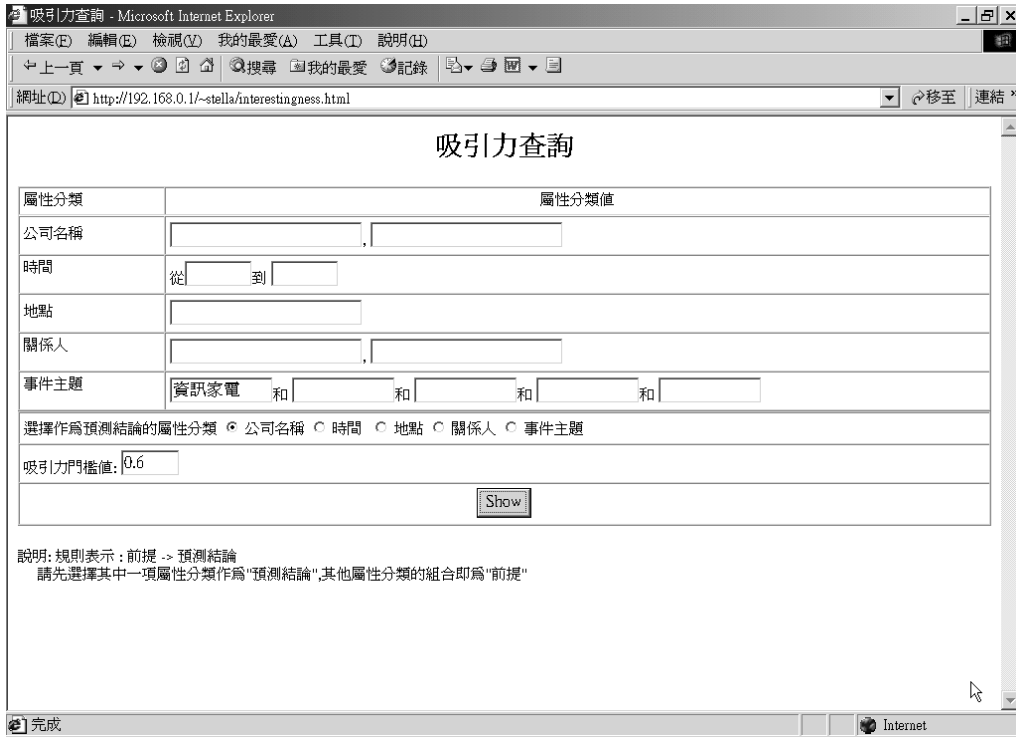 吸引力查詢 - Microsoft Internet Explorer
檔案(F) 編輯(E) 檢視(V) 我的最愛(A) 工具(T) 說明(H)
上一頁 搜尋 我的最愛 記錄
網址(D) http://192.168.0.1/~stella/interestingness.html 移至 連結 »
吸引力查詢
屬性分類 屬性分類值
公司名稱 ,
時間 從 到
地點
關係人 ,
事件主題 資訊家電 和 和 和 和
選擇作為預測結論的屬性分類 公司名稱 時間 地點 關係人 事件主題
吸引力門檻值: 0.6
Show
說明: 規則表示 : 前提 -> 預測結論
請先選擇其中一項屬性分類作為"預測結論",其他屬性分類的組合即為"前提"
完成 Internet